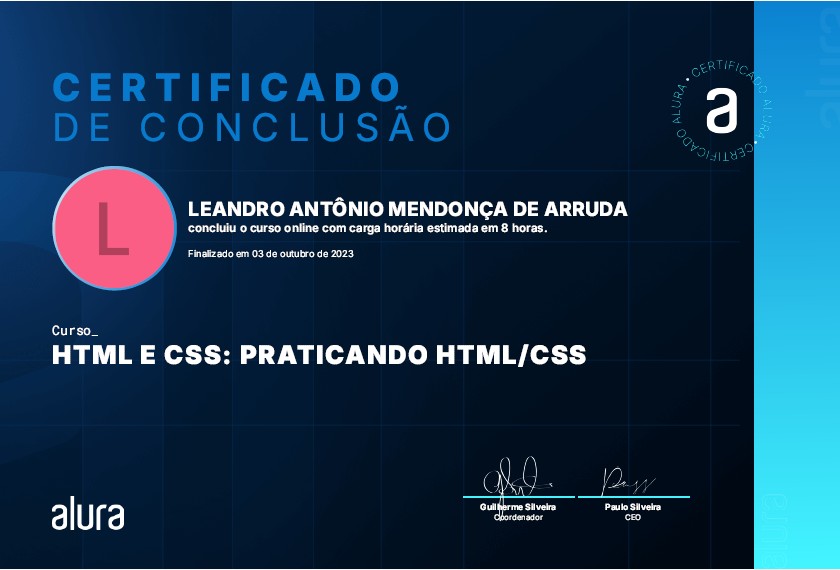 CERTIFICADO
DE CONCLUSÃO
CERTIFICADO ALURA • CERTIFICADO ALURA •
a
L
LEANDRO ANTÔNIO MENDONÇA DE ARRUDA
concluiu o curso online com carga horária estimada em 8 horas.
Finalizado em 03 de outubro de 2023
Curso_
HTML E CSS: PRATICANDO HTML/CSS
Guilherme Silveira
Coordenador
Paulo Silveira
CEO
alura
alura
alura